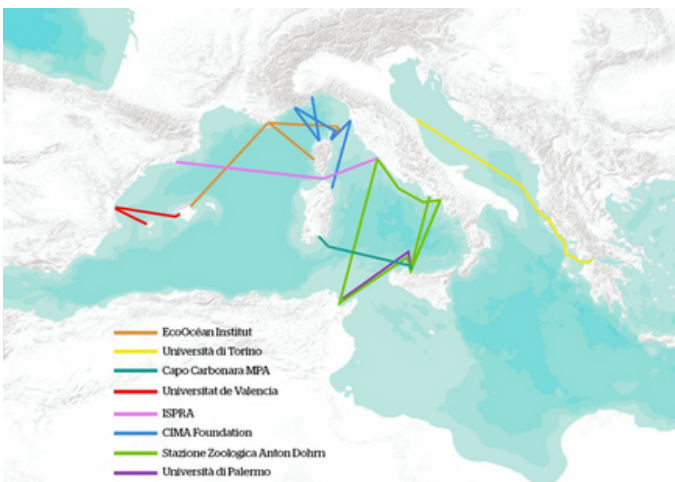 EcoOcéan Institut
Università di Torino
Capo Carbonara MPA
Universitat de Valencia
ISPRA
CIMA Foundation
Stazione Zoologica Anton Dohrn
Università di Palermo